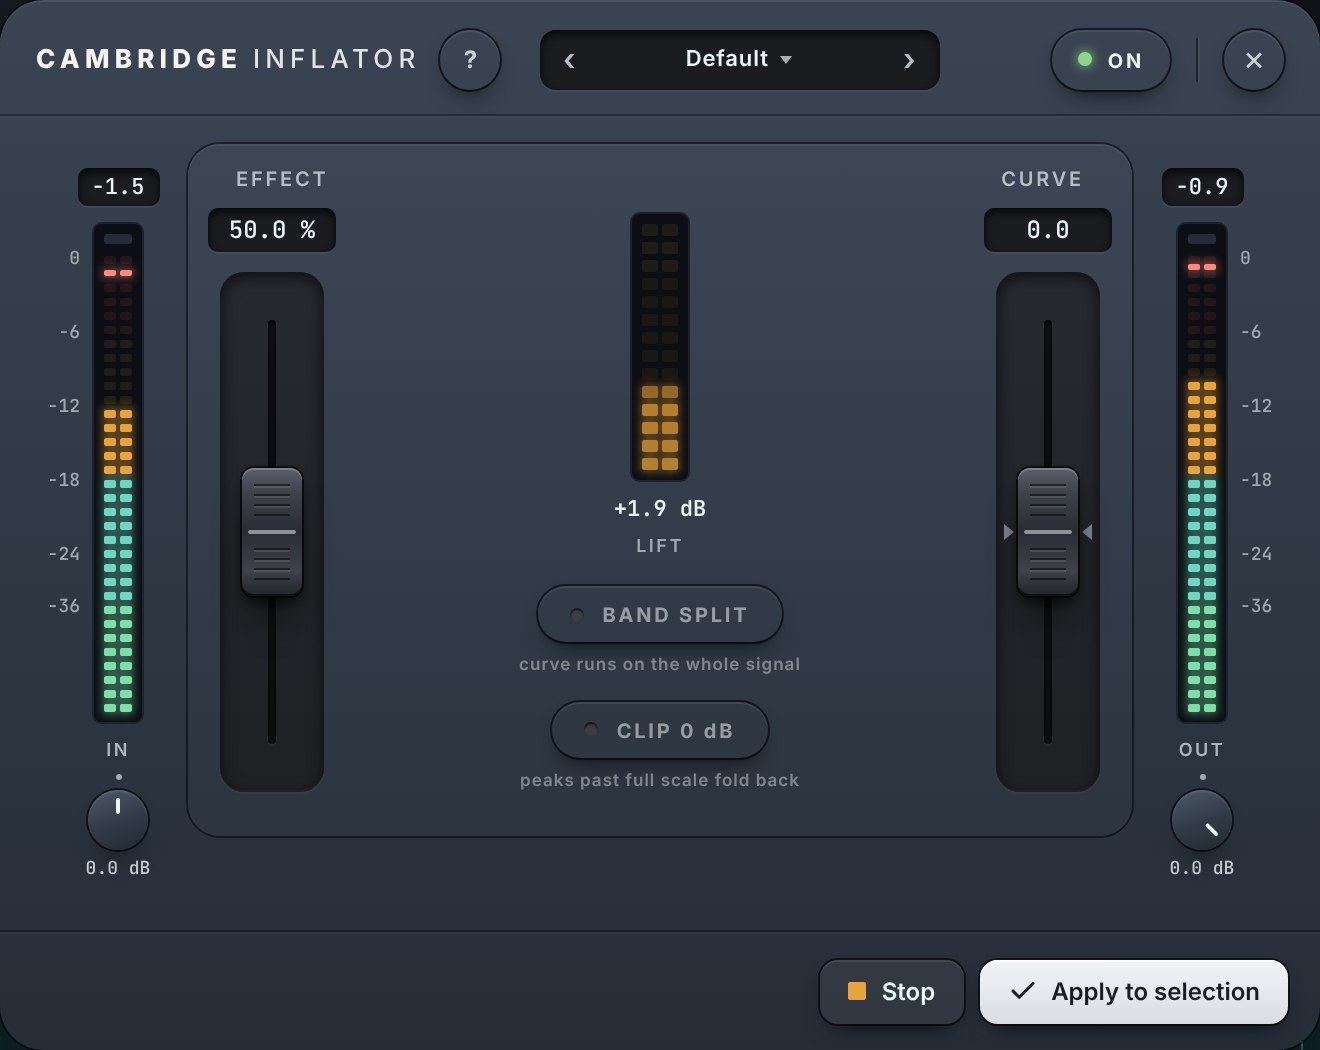 CAMBRIDGE INFLATOR
?
‹ Default ›
ON
×
-1.5
EFFECT
CURVE
-0.9
50.0 %
0.0
0
-6
-12
-18
-24
-36
0
-6
-12
-18
-24
-36
+1.9 dB
LIFT
BAND SPLIT
curve runs on the whole signal
CLIP 0 dB
peaks past full scale fold back
IN
OUT
0.0 dB
0.0 dB
Stop
Apply to selection